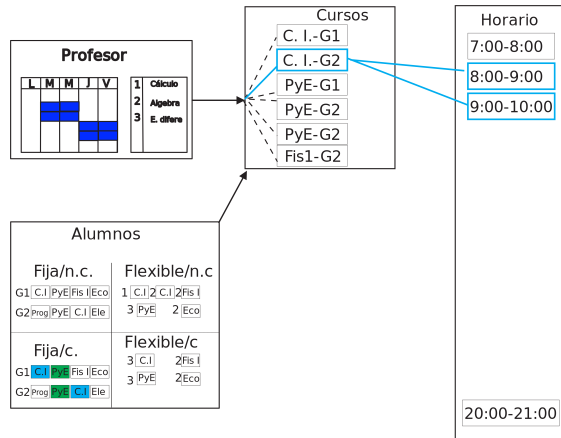 Profesor
L M M J V
1 Cálculo
2 Algebra
3 E. difere
Cursos
C. I.-G1
C. I.-G2
PyE-G1
PyE-G2
PyE-G2
Fis1-G2
Horario
7:00-8:00
8:00-9:00
9:00-10:00
20:00-21:00
Alumnos
Fija/n.c.
G1 C.I PyE Fis I Eco
G2 Prog PyE C.I Ele
Flexible/n.c
1 C.I 2 C.I 2 Fis I
3 PyE 2 Eco
Fija/c.
G1 C.I PyE Fis I Eco
G2 Prog PyE C.I Ele
Flexible/c
3 C.I 2 Fis I
3 PyE 2 Eco